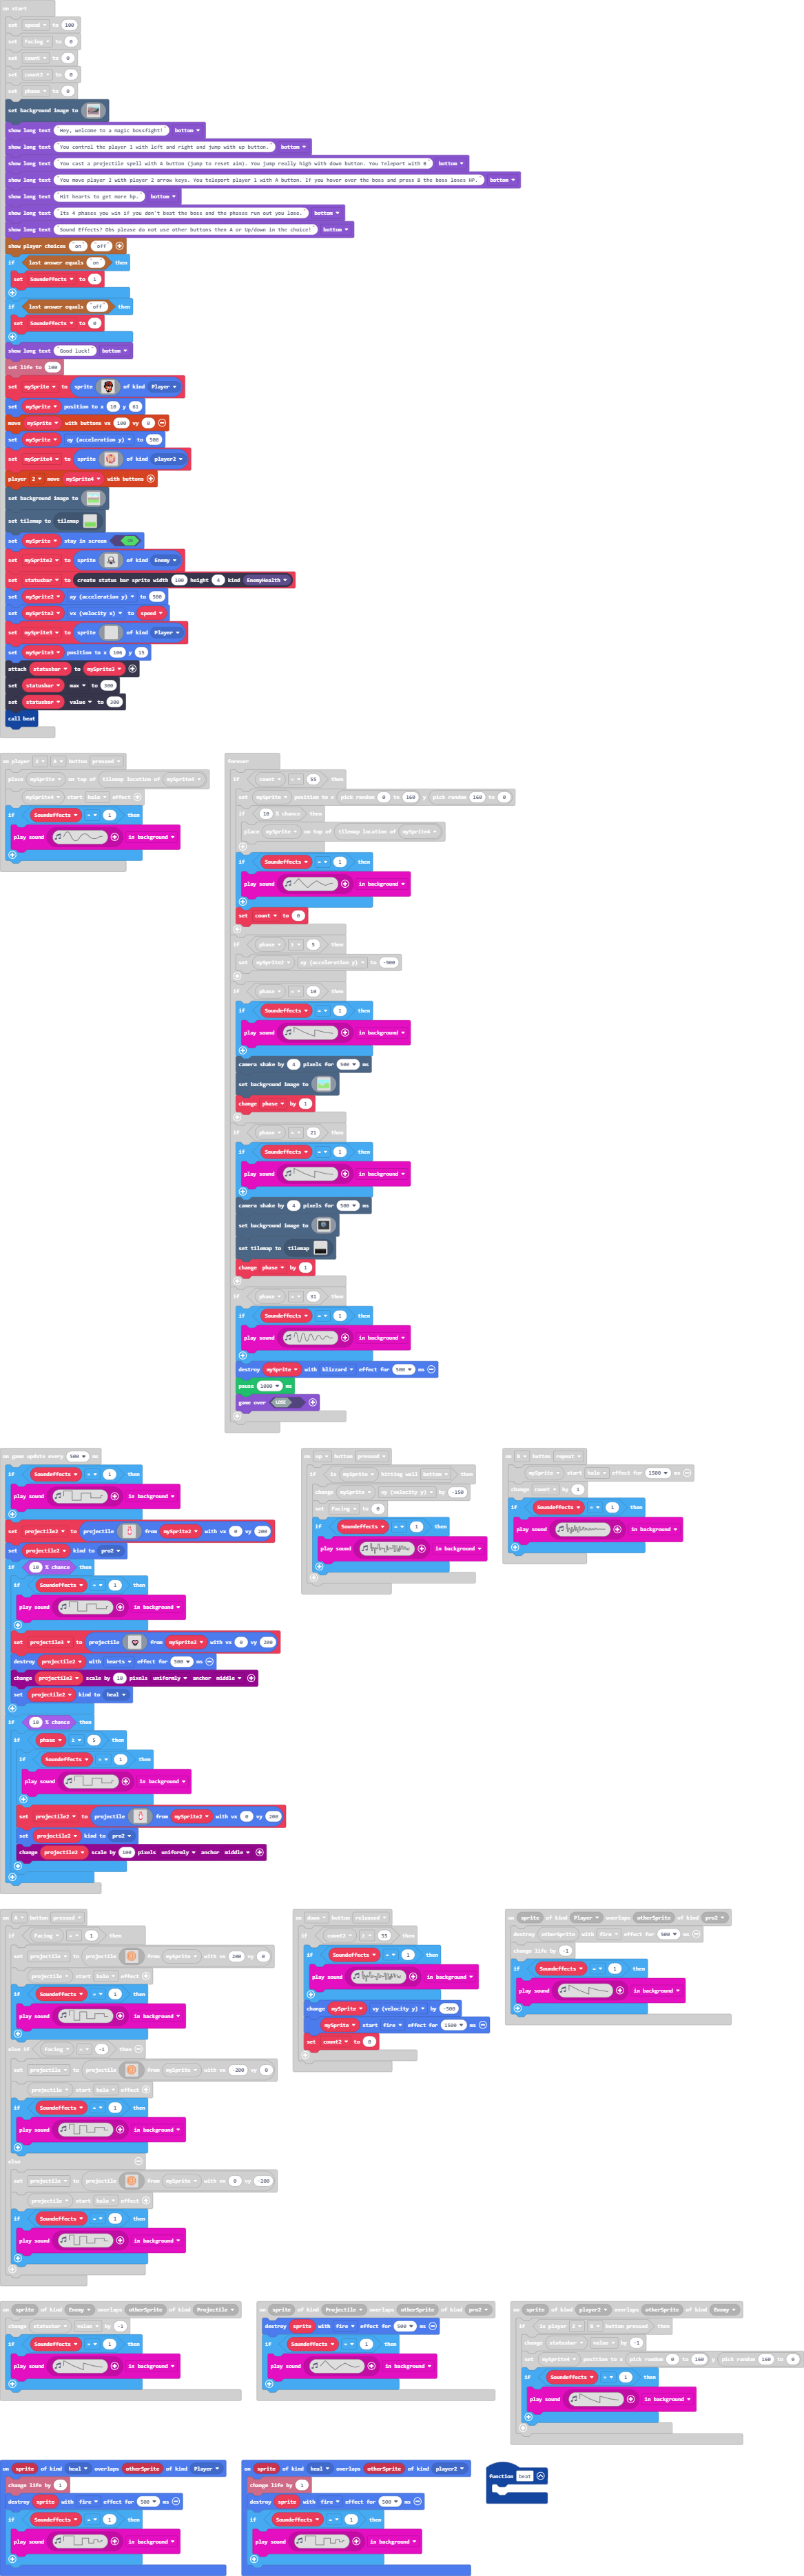 on start
set speed to 100
set Facing to 0
set count to 0
set count2 to 0
set phase to 0
set background image to
show long text "Hey, welcome to a magic bossfight!" bottom
show long text "You control the player 1 with left and right and jump with up button." bottom
show long text "You cast a projectile spell with A button (jump to reset aim). You jump really high with down button. You Teleport with B" bottom
show long text "You move player 2 with player 2 arrow keys. You teleport player 1 with A button. If you hover over the boss and press B the boss loses HP." bottom
show long text "Hit hearts to get more hp." bottom
show long text "Its 4 phases you win if you don't beat the boss and the phases run out you lose." bottom
show long text "Sound Effects? Obs please do not use other buttons then A or Up/down in the choice!" bottom
show player choices "on" "off"
if last answer equals "on" then
set Soundeffects to 1
if last answer equals "off" then
set Soundeffects to 0
show long text "Good luck!" bottom
set life to 100
set mySprite to sprite of kind Player
set mySprite position to x 10 y 61
move mySprite with buttons vx 100 vy 0
set mySprite ay (acceleration y) to 500
set mySprite4 to sprite of kind player2
player 2 move mySprite4 with buttons
set background image to
set tilemap to tilemap
set mySprite stay in screen ON
set mySprite2 to sprite of kind Enemy
set statusbar to create status bar sprite width 100 height 4 kind EnemyHealth
set mySprite2 ay (acceleration y) to 500
set mySprite2 vx (velocity x) to speed
set mySprite3 to sprite of kind Player
set mySprite3 position to x 106 y 15
attach statusbar to mySprite3
set statusbar max to 300
set statusbar value to 300
call beat
on player 2 A button pressed
place mySprite on top of tilemap location of mySprite4
mySprite4 start halo effect
if Soundeffects = 1 then
play sound in background
forever
if count = 55 then
set mySprite position to x pick random 0 to 160 y pick random 160 to 0
if 10 % chance then
place mySprite on top of tilemap location of mySprite4
if Soundeffects = 1 then
play sound in background
set count to 0
if phase 5 then
set mySprite2 ay (acceleration y) to -500
if phase = 10 then
if Soundeffects = 1 then
play sound in background
camera shake by 4 pixels for 500 ms
set background image to
change phase by 1
if phase = 21 then
if Soundeffects = 1 then
play sound in background
camera shake by 4 pixels for 500 ms
set background image to
set tilemap to tilemap
change phase by 1
if phase = 31 then
if Soundeffects = 1 then
play sound in background
destroy mySprite with blizzard effect for 500 ms
pause 1000 ms
game over LOSE
on game update every 500 ms
if Soundeffects = 1 then
play sound in background
set projectile2 to projectile from mySprite2 with vx 0 vy 200
set projectile2 kind to pro2
if 10 % chance then
if Soundeffects = 1 then
play sound in background
set projectile3 to projectile from mySprite2 with vx 0 vy 200
destroy projectile2 with hearts effect for 500 ms
change projectile2 scale by 10 pixels uniformly anchor middle
set projectile2 kind to heal
if 10 % chance then
if phase 5 then
if Soundeffects = 1 then
play sound in background
set projectile2 to projectile from mySprite2 with vx 0 vy 200
set projectile2 kind to pro2
change projectile2 scale by 100 pixels uniformly anchor middle
on up button pressed
if is mySprite hitting wall bottom then
change mySprite vy (velocity y) by -150
set Facing to 0
if Soundeffects = 1 then
play sound in background
on B button repeat
mySprite start halo effect for 1500 ms
change count by 1
if Soundeffects = 1 then
play sound in background
on A button pressed
if Facing = 1 then
set projectile to projectile from mySprite with vx 200 vy 0
projectile start halo effect
if Soundeffects = 1 then
play sound in background
else if Facing = -1 then
set projectile to projectile from mySprite with vx -200 vy 0
projectile start halo effect
if Soundeffects = 1 then
play sound in background
else
set projectile to projectile from mySprite with vx 0 vy -200
projectile start halo effect
if Soundeffects = 1 then
play sound in background
on down button released
if count2 55 then
if Soundeffects = 1 then
play sound in background
change mySprite vy (velocity y) by -500
mySprite start fire effect for 1500 ms
set count2 to 0
on sprite of kind Player overlaps otherSprite of kind pro2
destroy otherSprite with fire effect for 500 ms
change life by -1
if Soundeffects = 1 then
play sound in background
on sprite of kind Enemy overlaps otherSprite of kind Projectile
change statusbar value by -1
if Soundeffects = 1 then
play sound in background
on sprite of kind Projectile overlaps otherSprite of kind pro2
destroy sprite with fire effect for 500 ms
if Soundeffects = 1 then
play sound in background
on sprite of kind player2 overlaps otherSprite of kind Enemy
if is player 2 B button pressed then
change statusbar value by -1
set mySprite4 position to x pick random 0 to 160 y pick random 160 to 0
if Soundeffects = 1 then
play sound in background
on sprite of kind heal overlaps otherSprite of kind Player
change life by 1
destroy sprite with fire effect for 500 ms
if Soundeffects = 1 then
play sound in background
on sprite of kind heal overlaps otherSprite of kind player2
change life by 1
destroy sprite with fire effect for 500 ms
if Soundeffects = 1 then
play sound in background
function beat